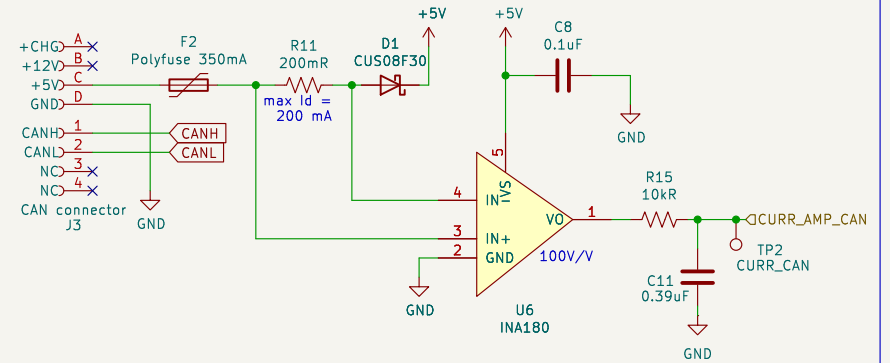 +CHG A
+12V B
+5V C
GND D
CANH 1
CANL 2
NC 3
NC 4
CAN connector
J3
CANH
CANL
GND
F2
Polyfuse 350mA
R11
200mR
max Id =
200 mA
D1
CUS08F30
+5V
+5V
C8
0.1uF
GND
5
VS
4 IN-
3 IN+
2 GND
VO 1
100V/V
GND
U6
INA180
R15
10kR
CURR_AMP_CAN
TP2
CURR_CAN
C11
0.39uF
GND